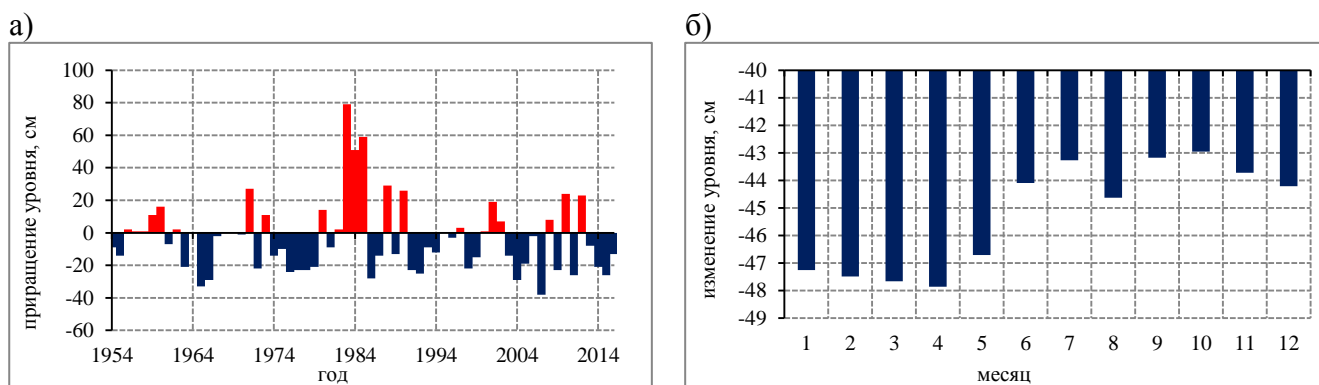 а)
приращение уровня, см
100
80
60
40
20
0
-20
-40
-60
1954 1964 1974 1984 1994 2004 2014
год
б)
изменение уровня, см
-40
-41
-42
-43
-44
-45
-46
-47
-48
-49
1 2 3 4 5 6 7 8 9 10 11 12
месяц